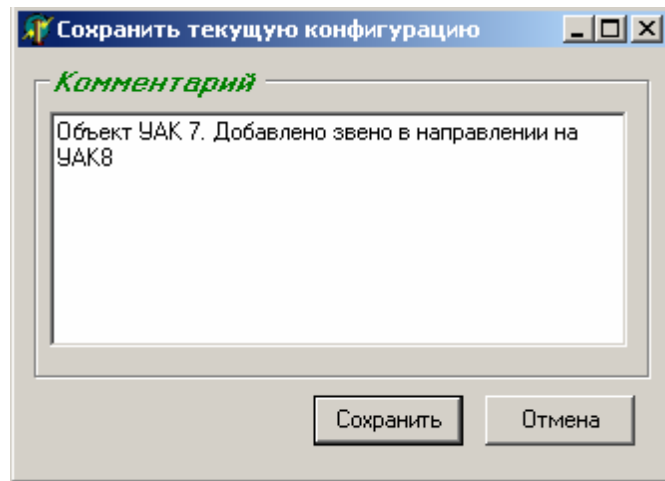 Сохранить текущую конфигурацию
Комментарий
Объект УАК 7. Добавлено звено в направлении на
УАК8
Сохранить
Отмена